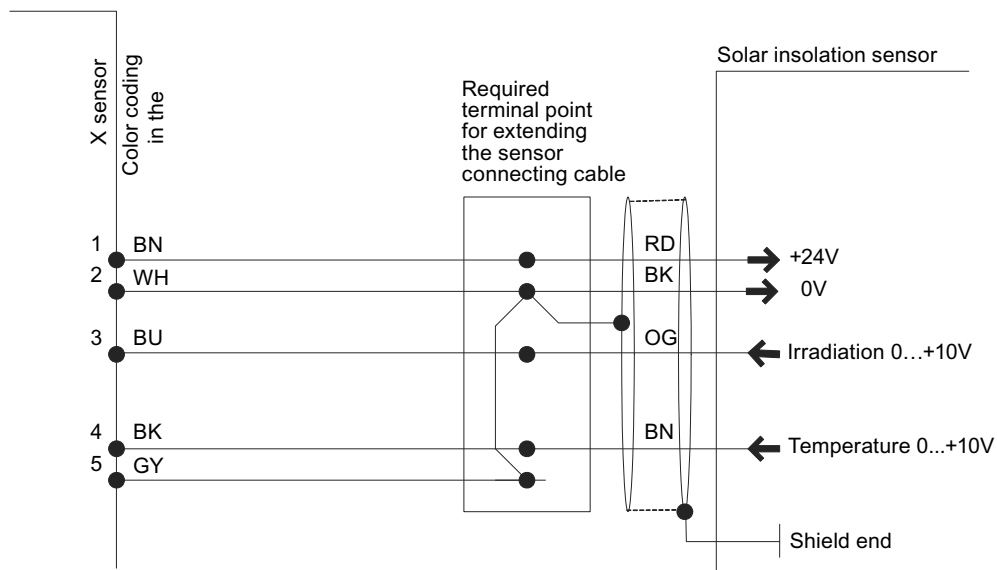 Solar insolation sensor
X sensor
Color coding
in the
Required
terminal point
for extending
the sensor
connecting cable
1 BN RD +24V
2 WH BK 0V
3 BU OG Irradiation 0…+10V
4 BK BN Temperature 0...+10V
5 GY
Shield end